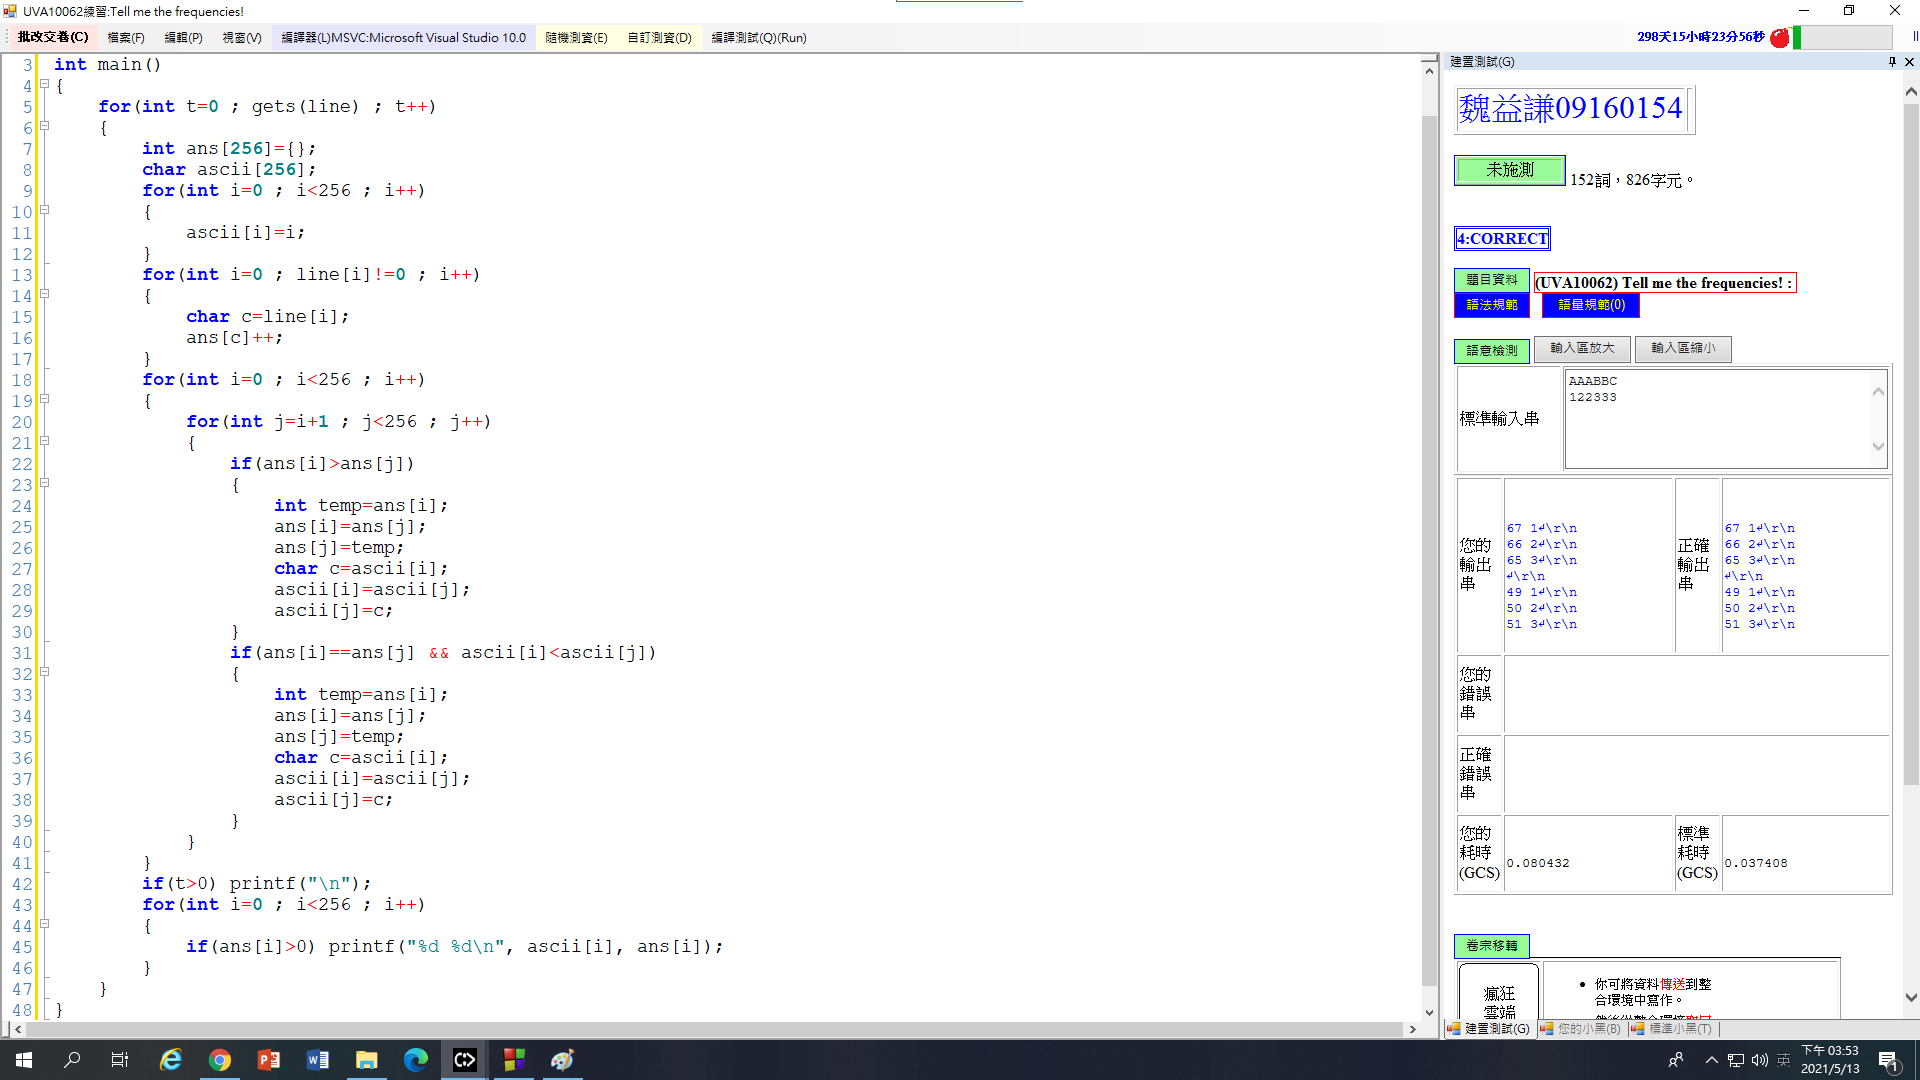 UVA10062練習:Tell me the frequencies!
批改交卷(C) 檔案(F) 編輯(P) 視窗(V) 編譯器(L)MSVC:Microsoft Visual Studio 10.0 隨機測資(E) 自訂測資(D) 編譯測試(Q)(Run)
298天15小時23分56秒
3 int main()
4 {
5 for(int t=0 ; gets(line) ; t++)
6 {
7 int ans[256]={};
8 char ascii[256];
9 for(int i=0 ; i<256 ; i++)
10 {
11 ascii[i]=i;
12 }
13 for(int i=0 ; line[i]!=0 ; i++)
14 {
15 char c=line[i];
16 ans[c]++;
17 }
18 for(int i=0 ; i<256 ; i++)
19 {
20 for(int j=i+1 ; j<256 ; j++)
21 {
22 if(ans[i]>ans[j])
23 {
24 int temp=ans[i];
25 ans[i]=ans[j];
26 ans[j]=temp;
27 char c=ascii[i];
28 ascii[i]=ascii[j];
29 ascii[j]=c;
30 }
31 if(ans[i]==ans[j] && ascii[i]<ascii[j])
32 {
33 int temp=ans[i];
34 ans[i]=ans[j];
35 ans[j]=temp;
36 char c=ascii[i];
37 ascii[i]=ascii[j];
38 ascii[j]=c;
39 }
40 }
41 }
42 if(t>0) printf("\n");
43 for(int i=0 ; i<256 ; i++)
44 {
45 if(ans[i]>0) printf("%d %d\n", ascii[i], ans[i]);
46 }
47 }
48 }
建置測試(G)
魏益謙09160154
未施測 152詞，826字元。
4:CORRECT
題目資料 (UVA10062) Tell me the frequencies! :
語法規範 語量規範(0)
語意檢測 輸入區放大 輸入區縮小
標準輸入串
AAABBC
122333
您的輸出串
67 1↲\r\n
66 2↲\r\n
65 3↲\r\n
↲\r\n
49 1↲\r\n
50 2↲\r\n
51 3↲\r\n
正確輸出串
67 1↲\r\n
66 2↲\r\n
65 3↲\r\n
↲\r\n
49 1↲\r\n
50 2↲\r\n
51 3↲\r\n
您的錯誤串
正確錯誤串
您的耗時(GCS) 0.080432 標準耗時(GCS) 0.037408
卷宗移轉
瘋狂
雲端
你可將資料傳送到整
合環境中寫作。
建置測試(G) 您的小黑(B) 標準小黑(T)
英
下午 03:53
2021/5/13
1